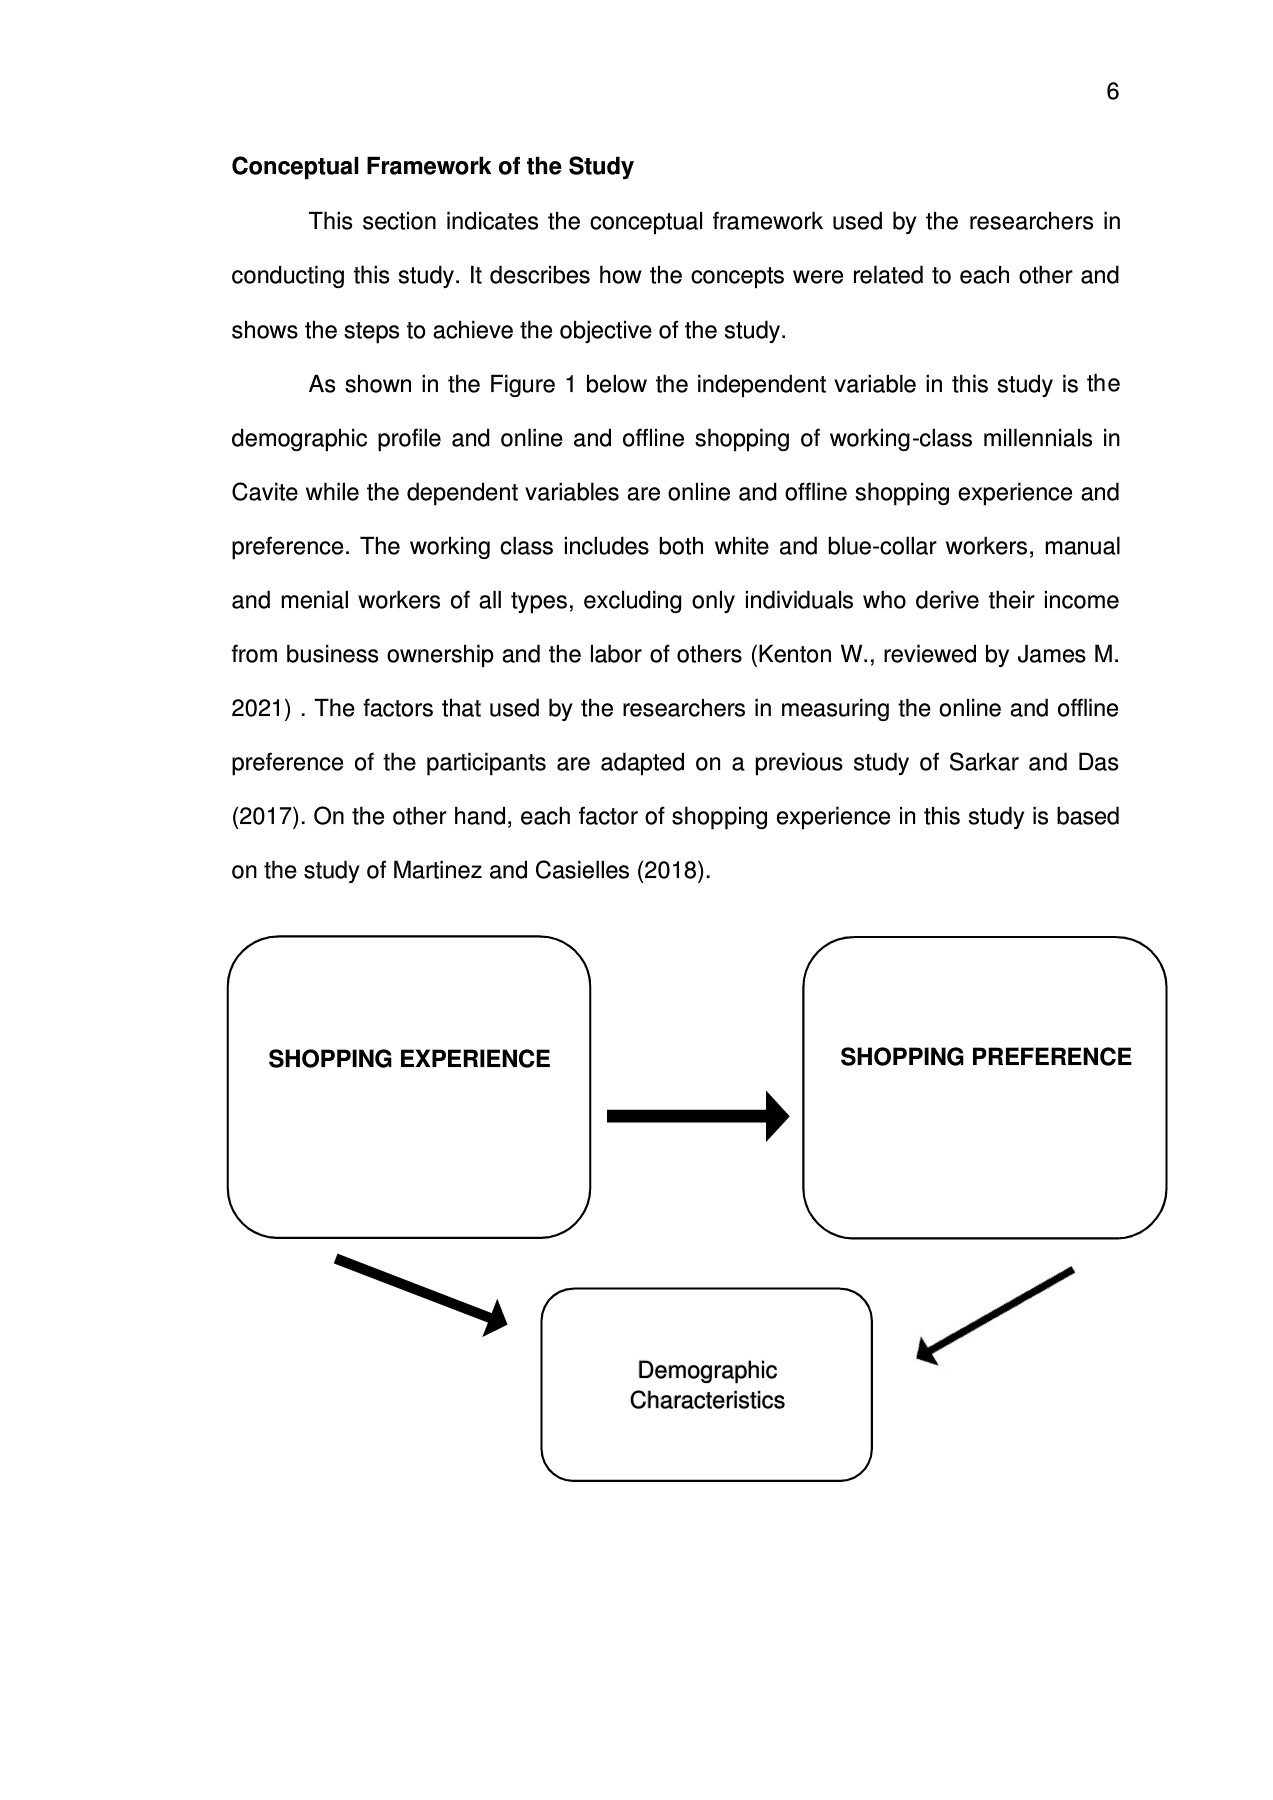 6
Conceptual Framework of the Study
This section indicates the conceptual framework used by the researchers in
conducting this study. It describes how the concepts were related to each other and
shows the steps to achieve the objective of the study.
As shown in the Figure 1 below the independent variable in this study is the
demographic profile and online and offline shopping of working-class millennials in
Cavite while the dependent variables are online and offline shopping experience and
preference. The working class includes both white and blue-collar workers, manual
and menial workers of all types, excluding only individuals who derive their income
from business ownership and the labor of others (Kenton W., reviewed by James M.
2021) . The factors that used by the researchers in measuring the online and offline
preference of the participants are adapted on a previous study of Sarkar and Das
(2017). On the other hand, each factor of shopping experience in this study is based
on the study of Martinez and Casielles (2018).
SHOPPING EXPERIENCE
SHOPPING PREFERENCE
Demographic
Characteristics